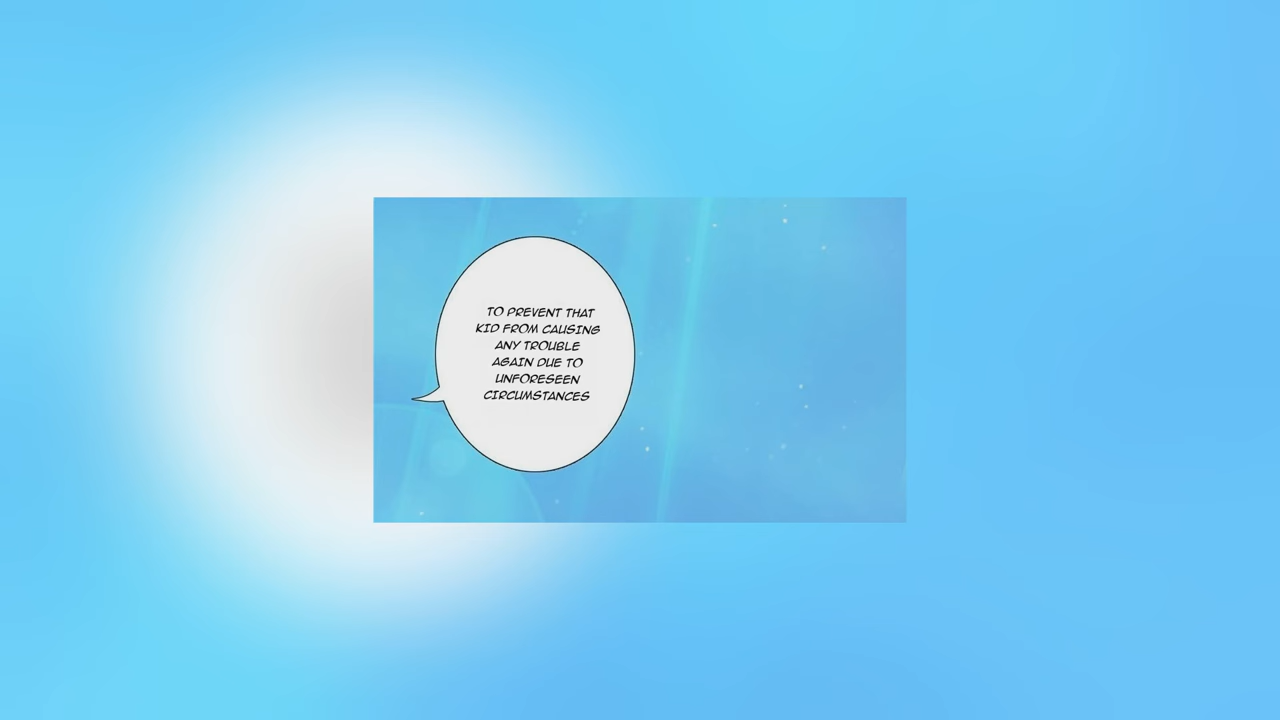 TO PREVENT THAT
KID FROM CAUSING
ANY TROUBLE
AGAIN DUE TO
UNFORESEEN
CIRCUMSTANCES